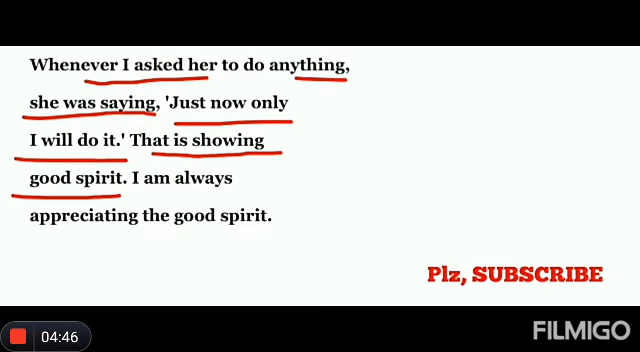 Whenever I asked her to do anything,
she was saying, 'Just now only
I will do it.' That is showing
good spirit. I am always
appreciating the good spirit.
Plz, SUBSCRIBE
04:46
FILMIGO